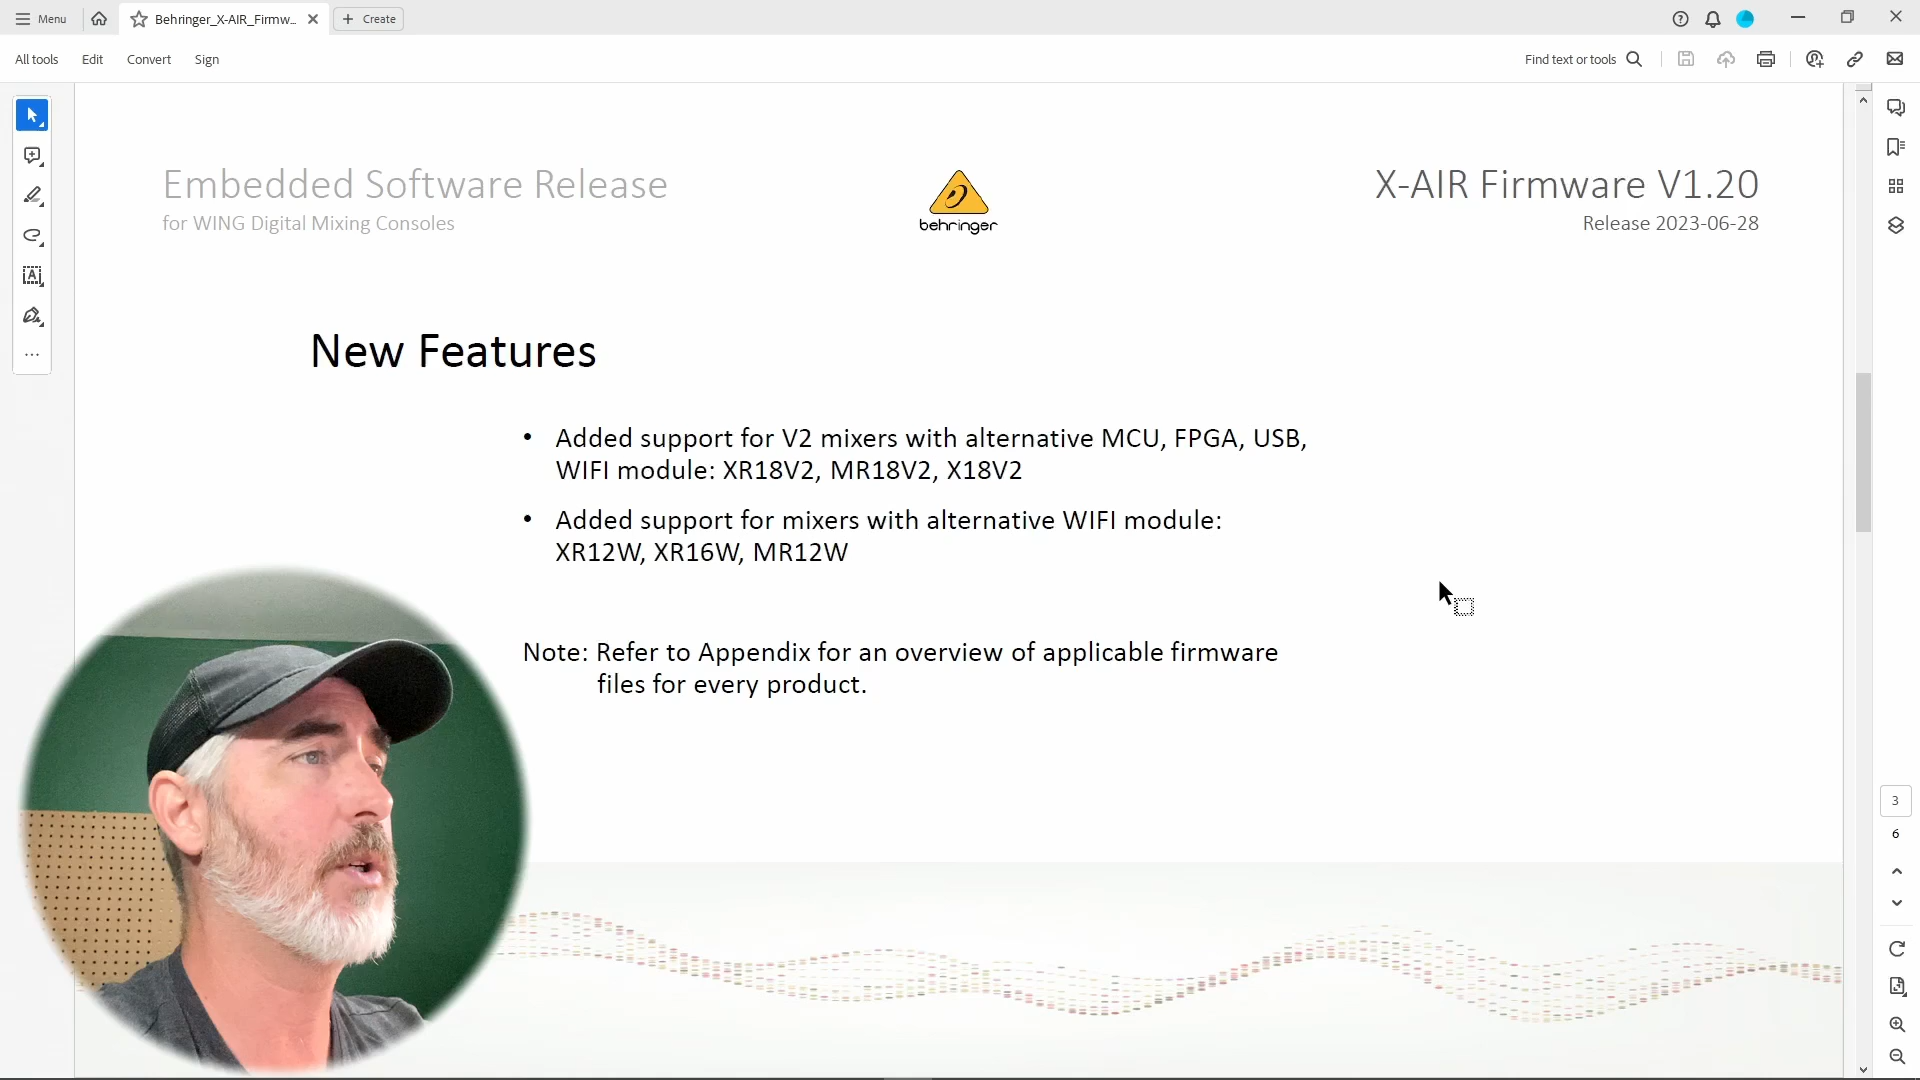 Menu
Behringer_X-AIR_Firmw...
Create
All tools
Edit
Convert
Sign
Find text or tools
Embedded Software Release
for WING Digital Mixing Consoles
behringer
X-AIR Firmware V1.20
Release 2023-06-28
New Features
• Added support for V2 mixers with alternative MCU, FPGA, USB,
WIFI module: XR18V2, MR18V2, X18V2
• Added support for mixers with alternative WIFI module:
XR12W, XR16W, MR12W
Note: Refer to Appendix for an overview of applicable firmware
files for every product.
3
6